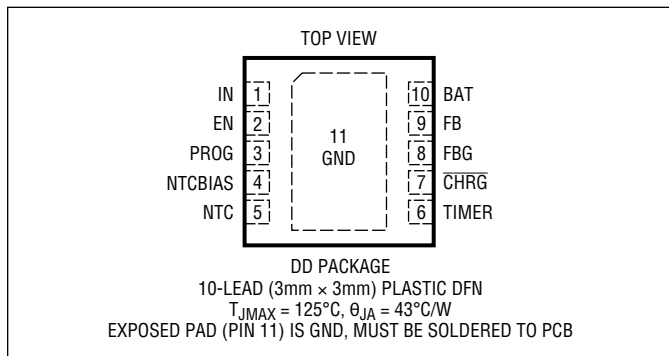 TOP VIEW
IN 1
EN 2
PROG 3
NTCBIAS 4
NTC 5
11
GND
10 BAT
9 FB
8 FBG
7 C̅H̅R̅G̅
6 TIMER
DD PACKAGE
10-LEAD (3mm × 3mm) PLASTIC DFN
TJMAX = 125°C, θJA = 43°C/W
EXPOSED PAD (PIN 11) IS GND, MUST BE SOLDERED TO PCB